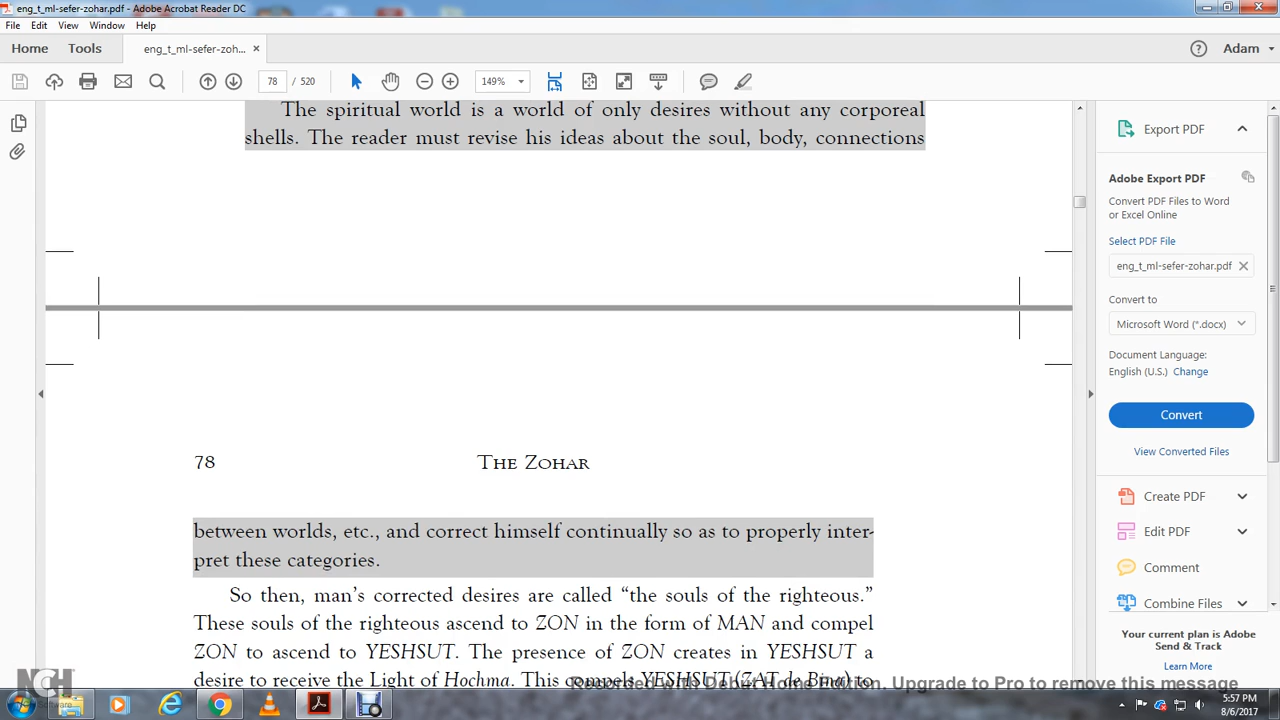 eng_t_ml-sefer-zohar.pdf - Adobe Acrobat Reader DC
File Edit View Window Help
Home Tools eng_t_ml-sefer-zoh... × Adam
78 / 520 149%
The spiritual world is a world of only desires without any corporeal
shells. The reader must revise his ideas about the soul, body, connections
78 The Zohar
between worlds, etc., and correct himself continually so as to properly inter-
pret these categories.
So then, man's corrected desires are called “the souls of the righteous.”
These souls of the righteous ascend to ZON in the form of MAN and compel
ZON to ascend to YESHSUT. The presence of ZON creates in YESHSUT a
desire to receive the Light of Hochma. This compels YESHSUT (ZAT de Bina) to
Export PDF
Adobe Export PDF
Convert PDF Files to Word
or Excel Online
Select PDF File
eng_t_ml-sefer-zohar.pdf ×
Convert to
Microsoft Word (*.docx)
Document Language:
English (U.S.) Change
Convert
View Converted Files
Create PDF
Edit PDF
Comment
Combine Files
Your current plan is Adobe
Send & Track
Learn More
NCH
Software
Upgrade to Pro to remove this message
5:57 PM
8/6/2017